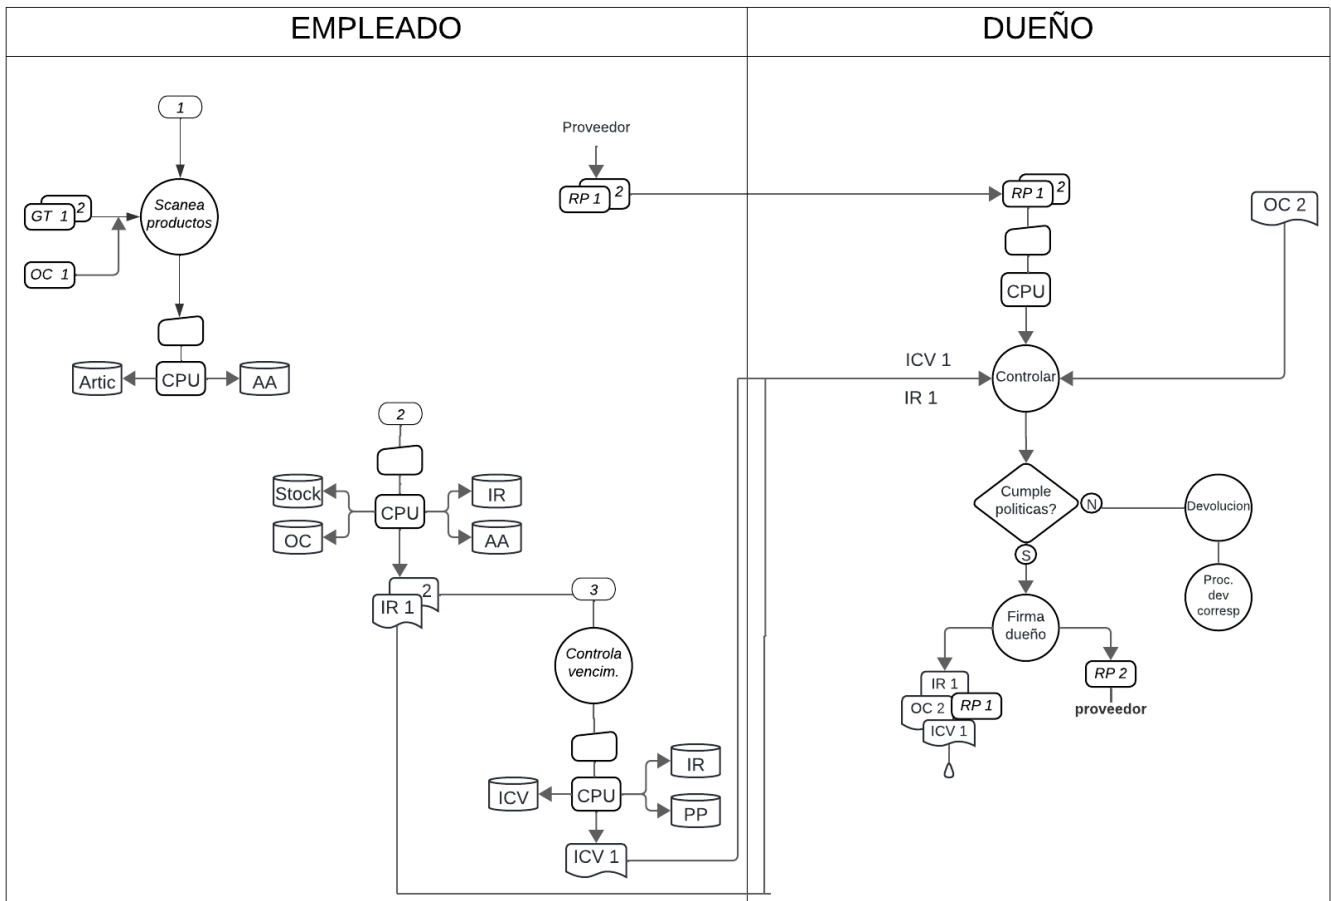 EMPLEADO
DUEÑO
1
Scanea
productos
GT 1
2
OC 1
CPU
Artic
AA
2
Stock
OC
CPU
IR
AA
IR 1
2
3
Controla
vencim.
CPU
ICV
IR
PP
ICV 1
Proveedor
RP 1
2
RP 1
2
OC 2
CPU
ICV 1
IR 1
Controlar
Cumple
politicas?
N
Devolucion
S
Proc.
dev
corresp
Firma
dueño
IR 1
OC 2
RP 1
ICV 1
RP 2
proveedor